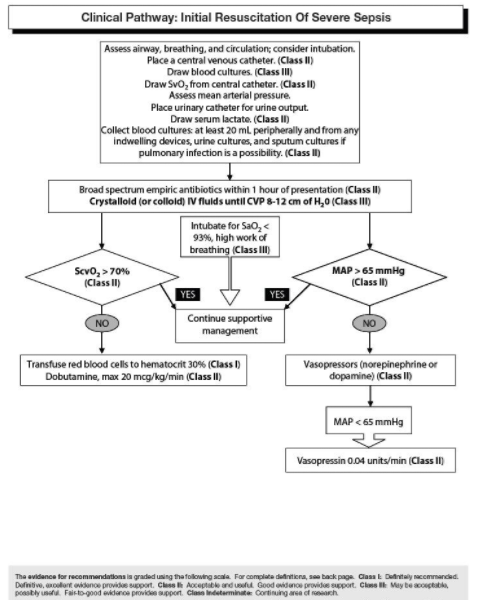 Clinical Pathway: Initial Resuscitation Of Severe Sepsis
Assess airway, breathing, and circulation; consider intubation.
Place a central venous catheter. (Class II)
Draw blood cultures. (Class III)
Draw SvO₂ from central catheter. (Class II)
Assess mean arterial pressure.
Place urinary catheter for urine output.
Draw serum lactate. (Class II)
Collect blood cultures: at least 20 mL peripherally and from any
indwelling devices, urine cultures, and sputum cultures if
pulmonary infection is a possibility. (Class II)
Broad spectrum empiric antibiotics within 1 hour of presentation (Class II)
Crystalloid (or colloid) IV fluids until CVP 8-12 cm of H₂0 (Class III)
Intubate for SaO₂ <
93%, high work of
breathing (Class III)
ScvO₂ > 70%
(Class II)
MAP > 65 mmHg
(Class II)
YES
YES
Continue supportive
management
NO
NO
Transfuse red blood cells to hematocrit 30% (Class I)
Dobutamine, max 20 mcg/kg/min (Class II)
Vasopressors (norepinephrine or
dopamine) (Class II)
MAP < 65 mmHg
Vasopressin 0.04 units/min (Class II)
The evidence for recommendations is graded using the following scale. For complete definitions, see back page. Class I: Definitely recommended.
Definitive, excellent evidence provides support. Class II: Acceptable and useful. Good evidence provides support. Class III: May be acceptable,
possibly useful. Fair-to-good evidence provides support. Class Indeterminate: Continuing area of research.